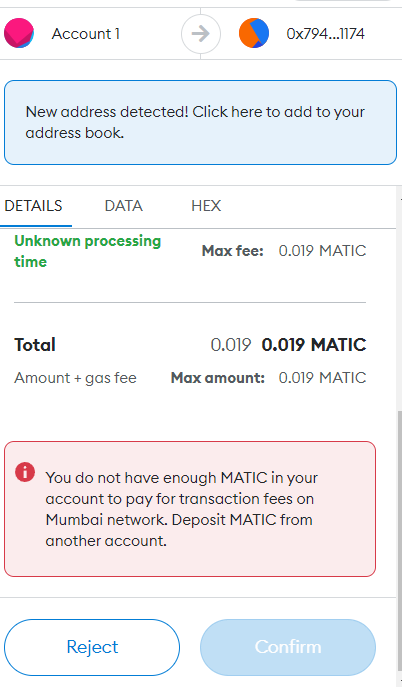 Account 1 0x794...1174
New address detected! Click here to add to your
address book.
DETAILS DATA HEX
Unknown processing
time
Max fee: 0.019 MATIC
Total 0.019 0.019 MATIC
Amount + gas fee Max amount: 0.019 MATIC
You do not have enough MATIC in your
account to pay for transaction fees on
Mumbai network. Deposit MATIC from
another account.
Reject Confirm